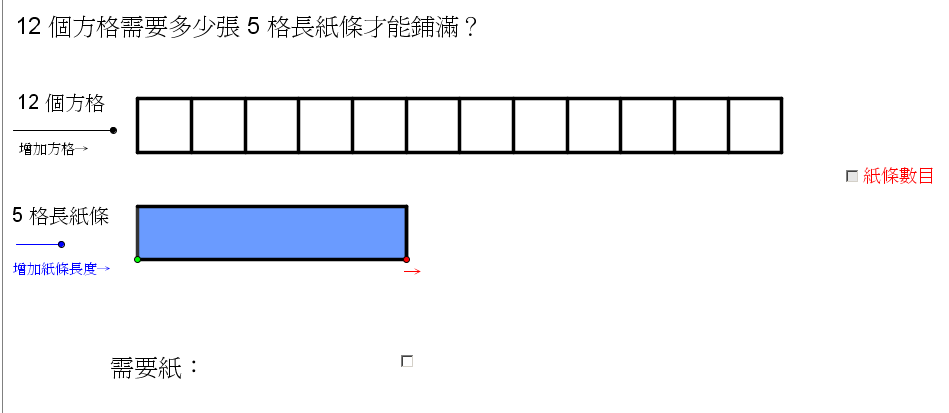 12 個方格需要多少張 5 格長紙條才能鋪滿？
12 個方格
增加方格→
紙條數目
5 格長紙條
增加紙條長度→
需要紙：